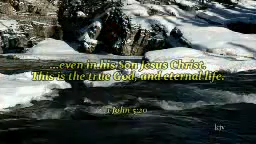 ...even in his Son Jesus Christ.
This is the true God, and eternal life.
1 John 5:20
kjv